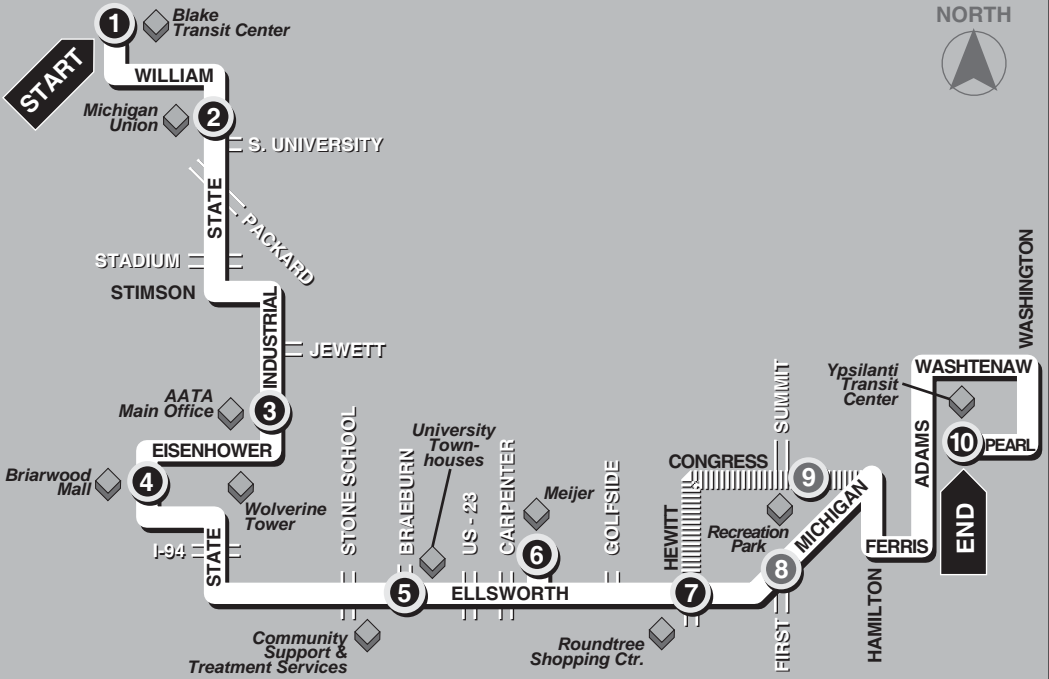 1
Blake
Transit Center
NORTH
START
WILLIAM
Michigan
Union
2
S. UNIVERSITY
STATE
PACKARD
STADIUM
STIMSON
INDUSTRIAL
JEWETT
AATA
Main Office
3
EISENHOWER
Briarwood
Mall
4
Wolverine
Tower
I-94
STATE
STONE SCHOOL
BRAEBURN
University
Town-
houses
US - 23
CARPENTER
Meijer
6
GOLFSIDE
5
ELLSWORTH
Community
Support &
Treatment Services
HEWITT
7
Roundtree
Shopping Ctr.
CONGRESS
SUMMIT
9
Recreation
Park
MICHIGAN
8
FIRST
HAMILTON
FERRIS
ADAMS
Ypsilanti
Transit
Center
WASHTENAW
WASHINGTON
10
PEARL
END